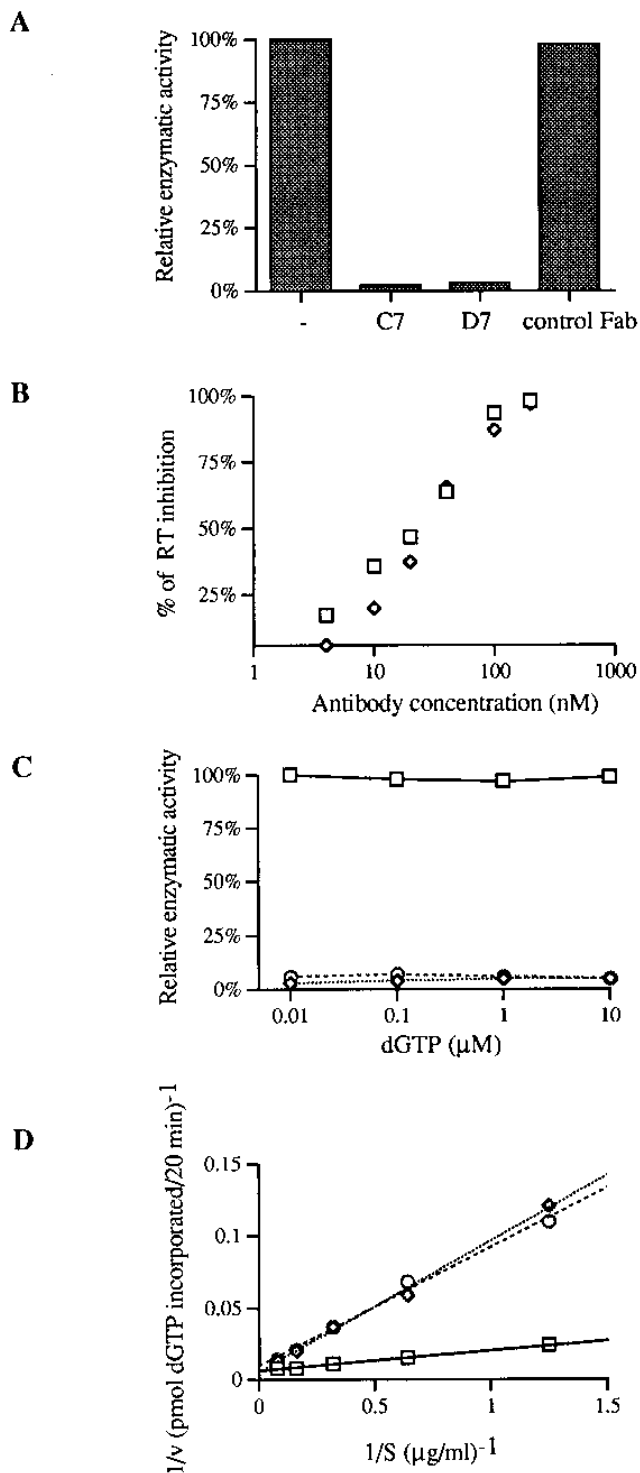 A
Relative enzymatic activity
100%
75%
50%
25%
0%
-
C7
D7
control Fab
B
% of RT inhibition
100%
75%
50%
25%
1
10
100
1000
Antibody concentration (nM)
C
Relative enzymatic activity
100%
75%
50%
25%
0%
0.01
0.1
1
10
dGTP (µM)
D
1/v (pmol dGTP incorporated/20 min)⁻¹
0.15
0.1
0.05
0
0
0.5
1
1.5
1/S (µg/ml)⁻¹